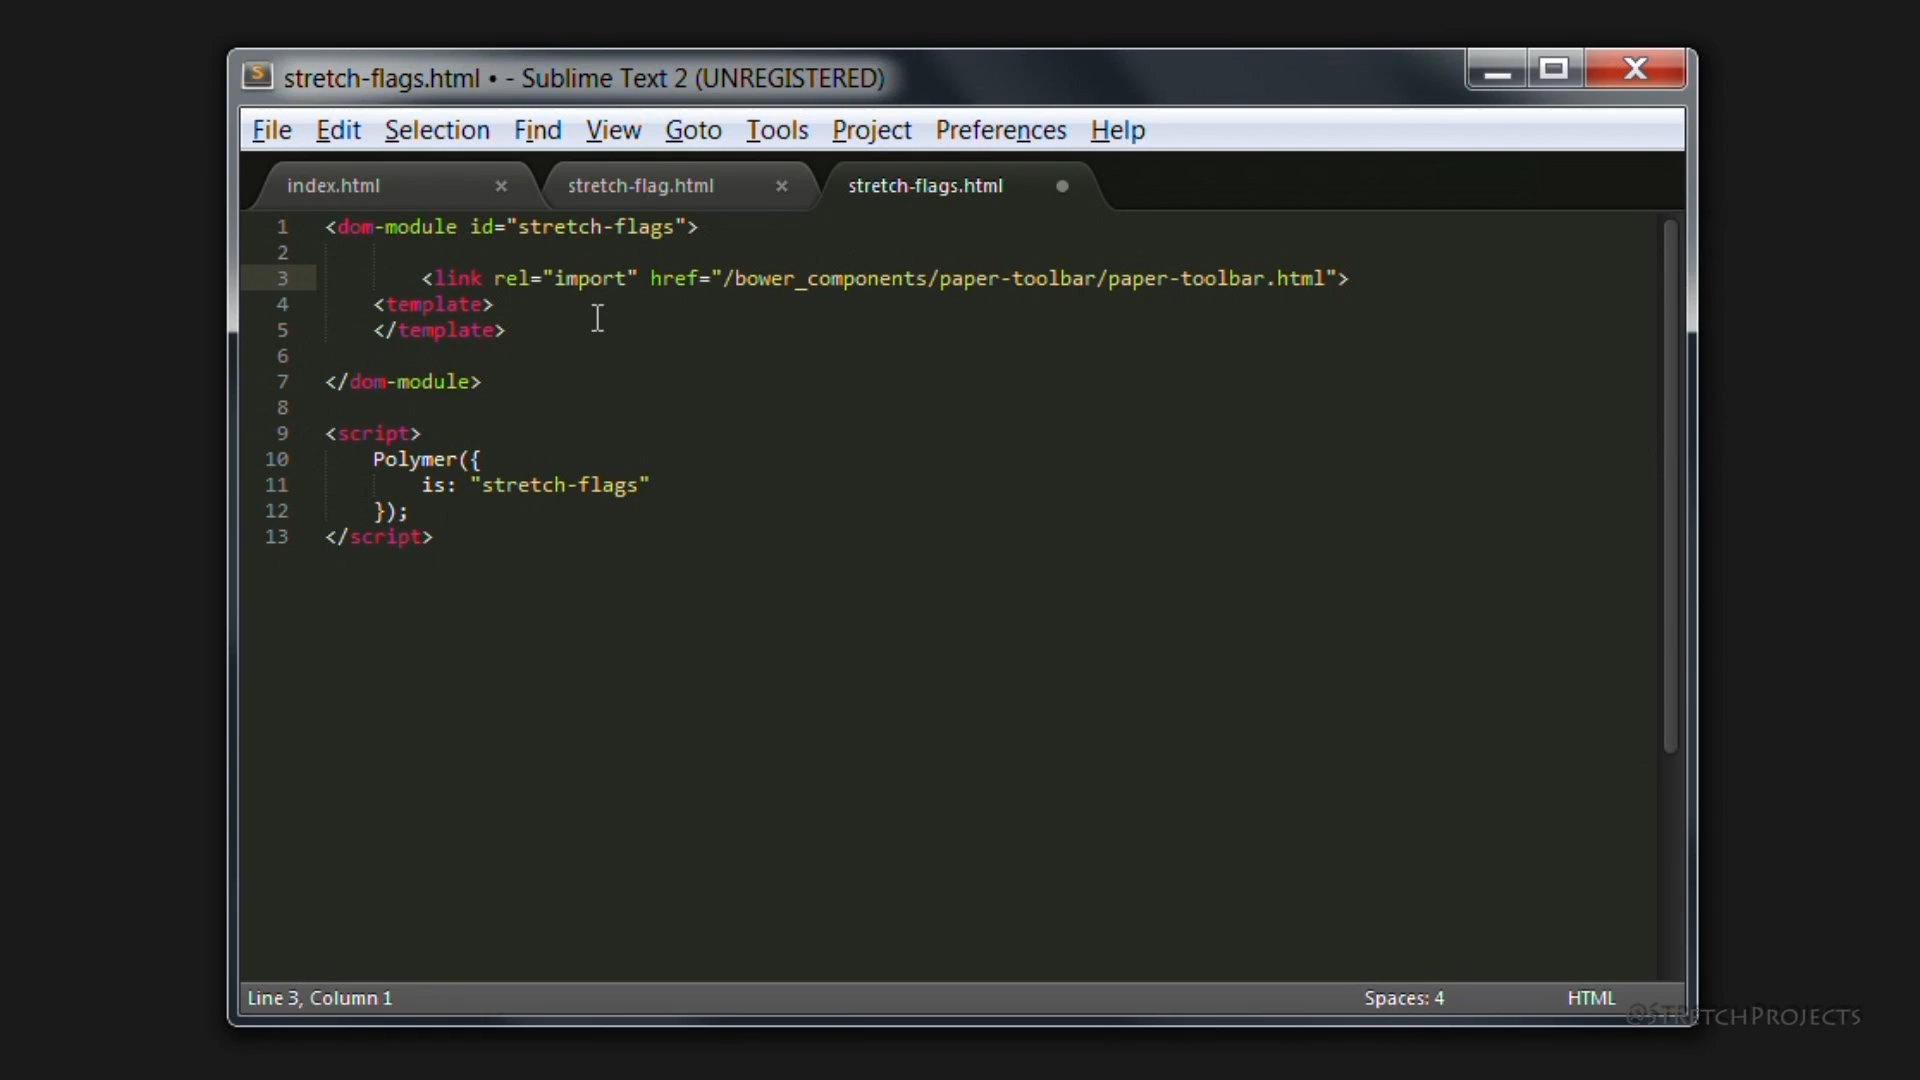 stretch-flags.html • - Sublime Text 2 (UNREGISTERED)
File Edit Selection Find View Goto Tools Project Preferences Help
index.html × stretch-flag.html × stretch-flags.html
1 <dom-module id="stretch-flags">
2
3 <link rel="import" href="/bower_components/paper-toolbar/paper-toolbar.html">
4 <template>
5 </template>
6
7 </dom-module>
8
9 <script>
10 Polymer({
11 is: "stretch-flags"
12 });
13 </script>
Line 3, Column 1 Spaces: 4 HTML
@StretchProjects